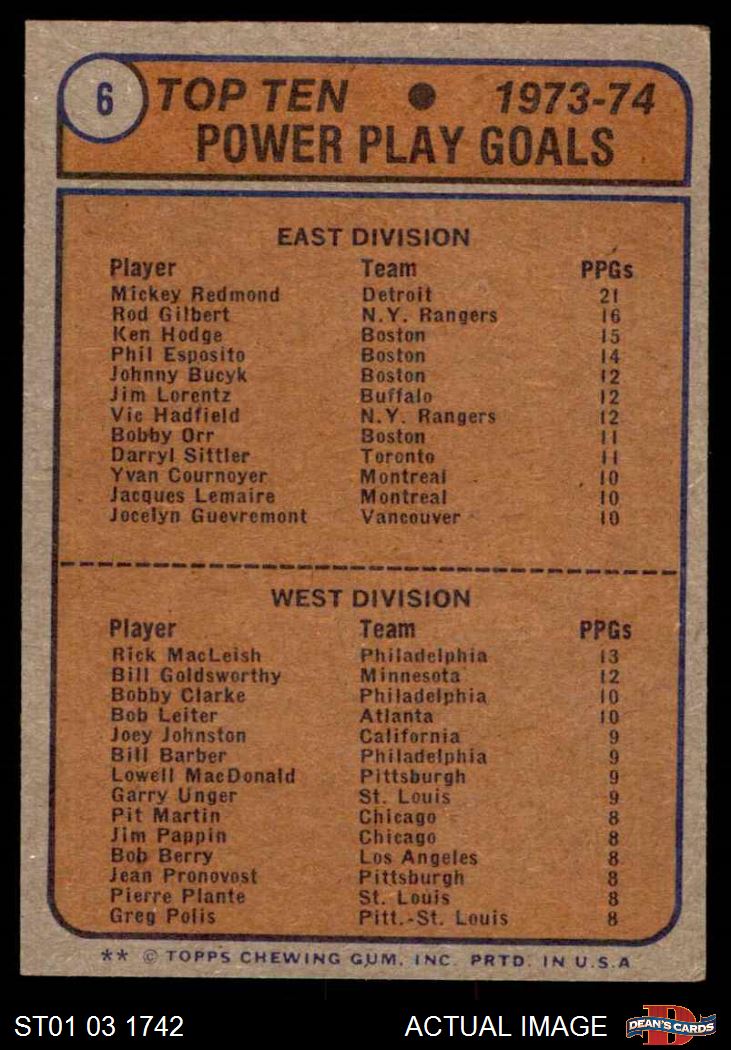 6 TOP TEN ● 1973-74
POWER PLAY GOALS
EAST DIVISION
Player Team PPGs
Mickey Redmond Detroit 21
Rod Gilbert N.Y. Rangers 16
Ken Hodge Boston 15
Phil Esposito Boston 14
Johnny Bucyk Boston 12
Jim Lorentz Buffalo 12
Vic Hadfield N.Y. Rangers 12
Bobby Orr Boston 11
Darryl Sittler Toronto 11
Yvan Cournoyer Montreal 10
Jacques Lemaire Montreal 10
Jocelyn Guevremont Vancouver 10
WEST DIVISION
Player Team PPGs
Rick MacLeish Philadelphia 13
Bill Goldsworthy Minnesota 12
Bobby Clarke Philadelphia 10
Bob Leiter Atlanta 10
Joey Johnston California 9
Bill Barber Philadelphia 9
Lowell MacDonald Pittsburgh 9
Garry Unger St. Louis 9
Pit Martin Chicago 8
Jim Pappin Chicago 8
Bob Berry Los Angeles 8
Jean Pronovost Pittsburgh 8
Pierre Plante St. Louis 8
Greg Polis Pitt.-St. Louis 8
** © TOPPS CHEWING GUM, INC. PRTD. IN U.S.A
ST01 03 1742 ACTUAL IMAGE D DEAN'S CARDS